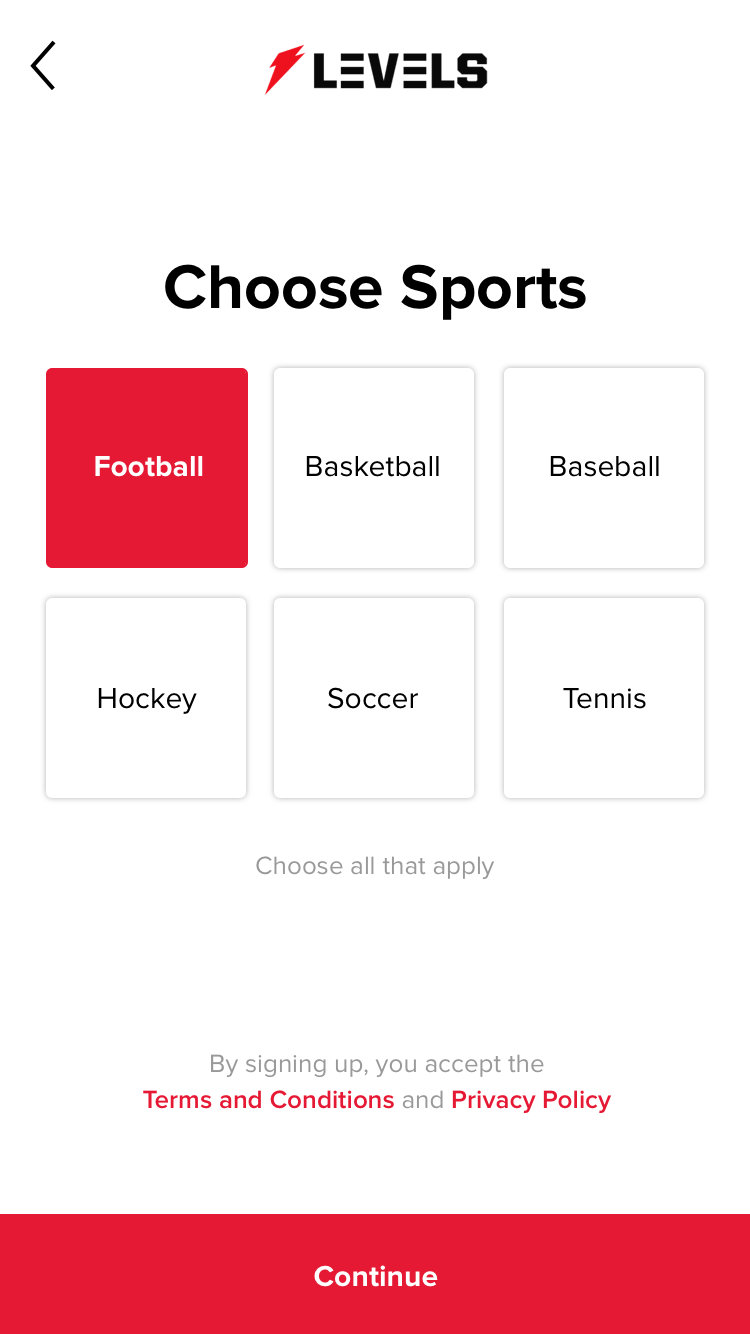 LEVELS
Choose Sports
Football Basketball Baseball
Hockey Soccer Tennis
Choose all that apply
By signing up, you accept the
Terms and Conditions and Privacy Policy
Continue